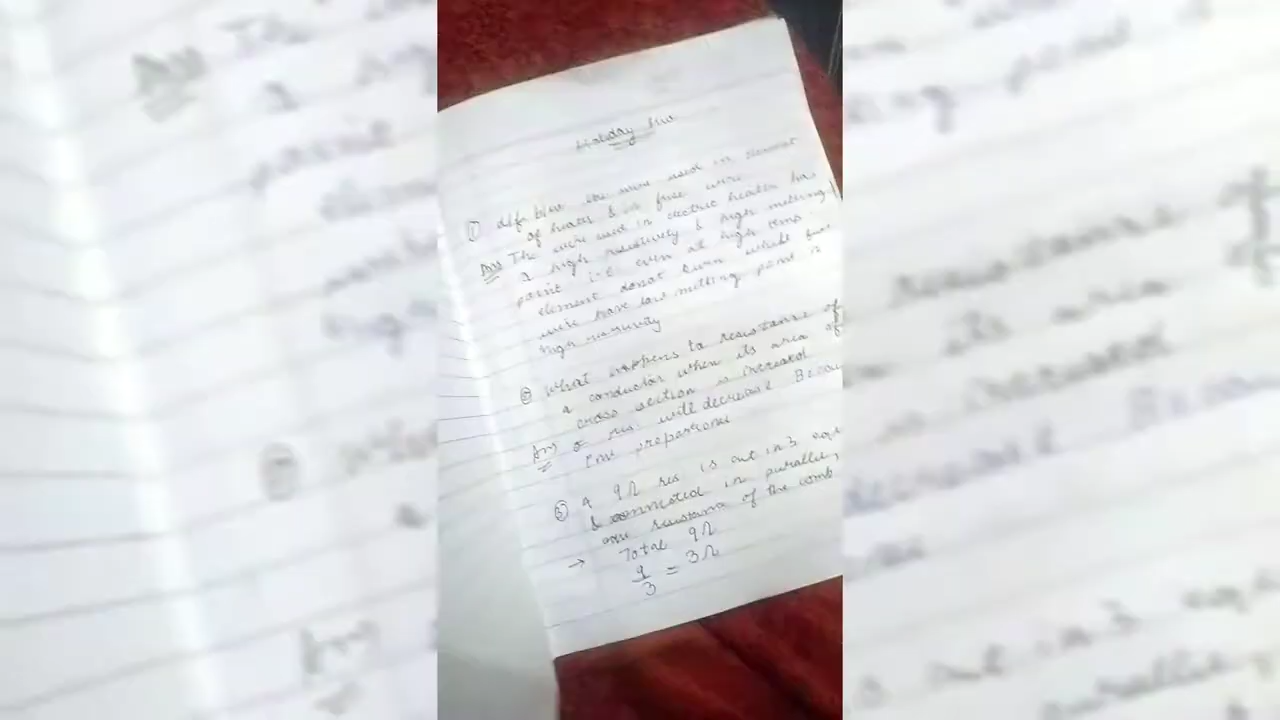 Holiday
① diff b/w the wire used in element
of heater & in fuse wire
Ans The wire used in electric heater has
a high resistivity & high melting
point i.e even at high temp
element donot burn while fuse
wire have low melting point &
high
② What happens to resistance of
a conductor when its area of
cross section is increased
Ans res will decrease Becau
proportional
③ A 9Ω res is cut in 3 equ
& connected in parallel,
resistance of the comb
→ Total 9Ω
9/3 = 3Ω